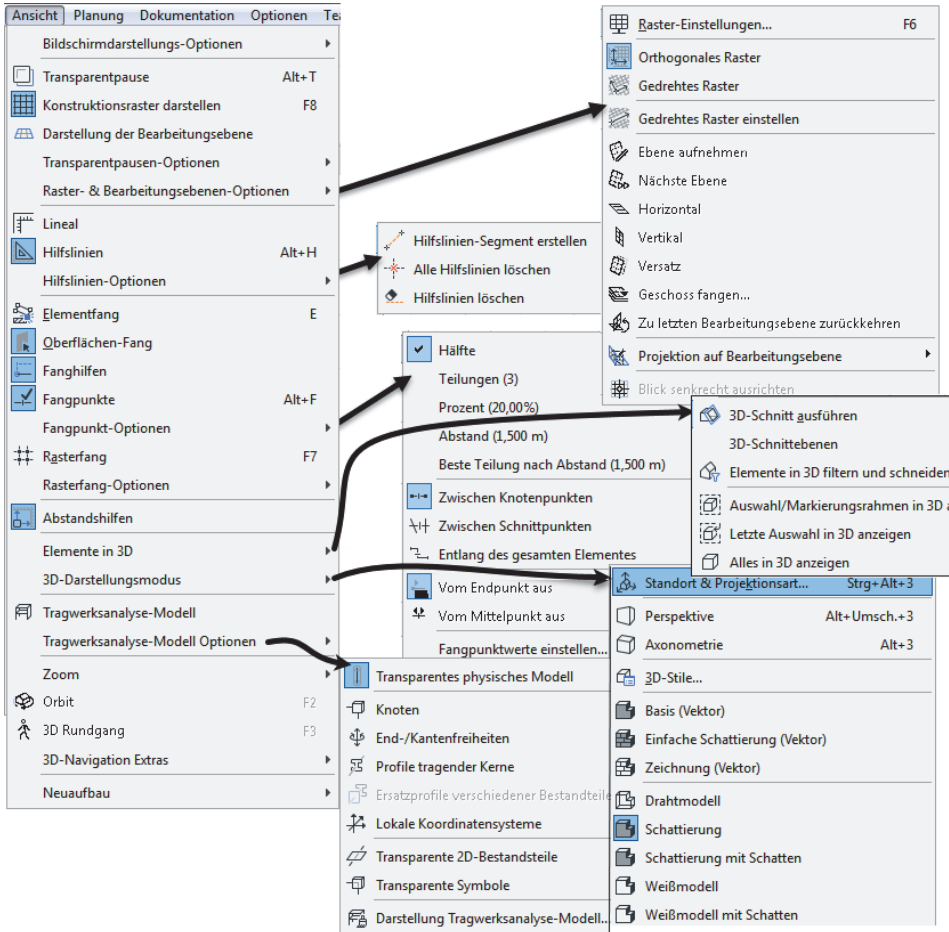 Ansicht Planung Dokumentation Optionen
Bildschirmdarstellungs-Optionen
Transparentpause Alt+T
Konstruktionsraster darstellen F8
Darstellung der Bearbeitungsebene
Transparentpausen-Optionen
Raster- & Bearbeitungsebenen-Optionen
Lineal
Hilfslinien Alt+H
Hilfslinien-Optionen
Elementfang E
Oberflächen-Fang
Fanghilfen
Fangpunkte Alt+F
Fangpunkt-Optionen
Rasterfang F7
Rasterfang-Optionen
Abstandshilfen
Elemente in 3D
3D-Darstellungsmodus
Tragwerksanalyse-Modell
Tragwerksanalyse-Modell Optionen
Zoom
Orbit F2
3D Rundgang F3
3D-Navigation Extras
Neuaufbau
Raster-Einstellungen... F6
Orthogonales Raster
Gedrehtes Raster
Gedrehtes Raster einstellen
Ebene aufnehmen
Nächste Ebene
Horizontal
Vertikal
Versatz
Geschoss fangen...
Zu letzten Bearbeitungsebene zurückkehren
Projektion auf Bearbeitungsebene
Blick senkrecht ausrichten
Hilfslinien-Segment erstellen
Alle Hilfslinien löschen
Hilfslinien löschen
Hälfte
Teilungen (3)
Prozent (20,00%)
Abstand (1,500 m)
Beste Teilung nach Abstand (1,500 m)
Zwischen Knotenpunkten
Zwischen Schnittpunkten
Entlang des gesamten Elementes
Vom Endpunkt aus
Vom Mittelpunkt aus
Fangpunktwerte einstellen...
3D-Schnitt ausführen
3D-Schnittebenen
Elemente in 3D filtern und schneiden
Auswahl/Markierungsrahmen in 3D
Letzte Auswahl in 3D anzeigen
Alles in 3D anzeigen
Standort & Projektionsart... Strg+Alt+3
Perspektive Alt+Umsch.+3
Axonometrie Alt+3
3D-Stile...
Basis (Vektor)
Einfache Schattierung (Vektor)
Zeichnung (Vektor)
Drahtmodell
Schattierung
Schattierung mit Schatten
Weißmodell
Weißmodell mit Schatten
Transparentes physisches Modell
Knoten
End-/Kantenfreiheiten
Profile tragender Kerne
Ersatzprofile verschiedener Bestandteile
Lokale Koordinatensysteme
Transparente 2D-Bestandteile
Transparente Symbole
Darstellung Tragwerksanalyse-Modell...